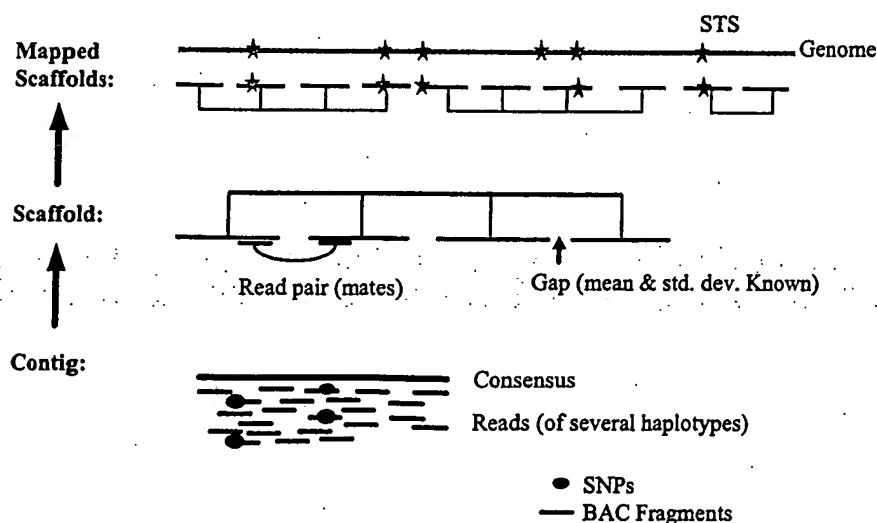 STS
Mapped
Scaffolds:
Genome
Scaffold:
Read pair (mates)
Gap (mean & std. dev. Known)
Contig:
Consensus
Reads (of several haplotypes)
SNPs
BAC Fragments